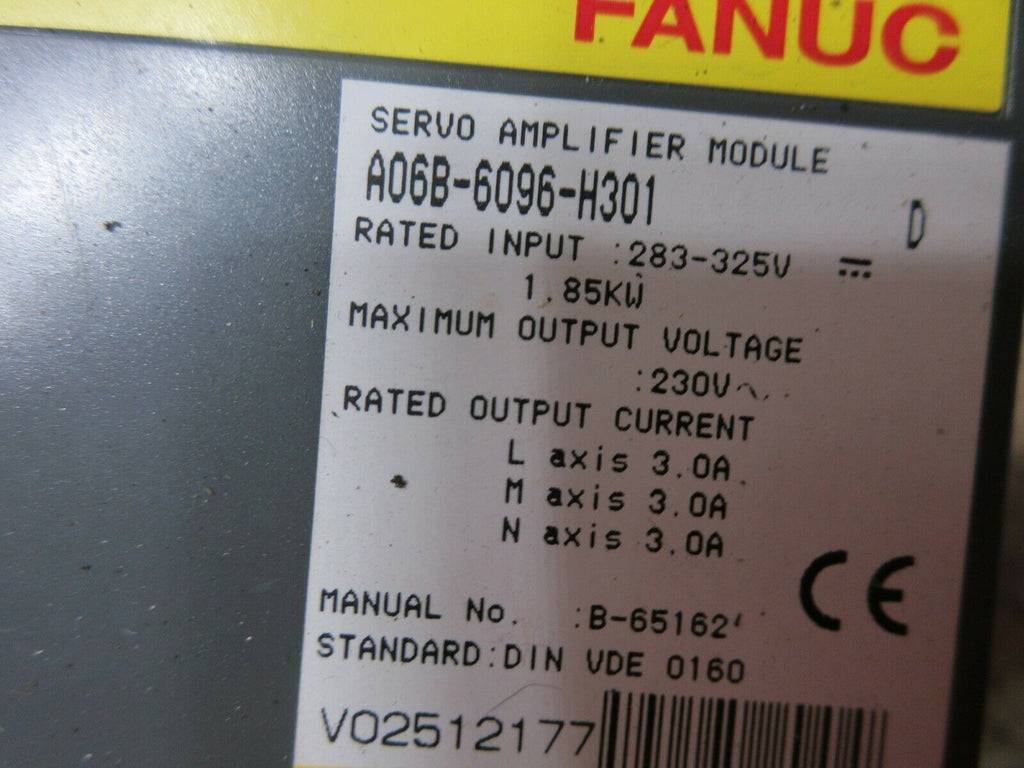 FANUC
SERVO AMPLIFIER MODULE
A06B-6096-H301 D
RATED INPUT :283-325V ⎓
1.85KW
MAXIMUM OUTPUT VOLTAGE
:230V~
RATED OUTPUT CURRENT
L axis 3.0A
M axis 3.0A
N axis 3.0A
CE
MANUAL No. :B-65162
STANDARD:DIN VDE 0160
V02512177